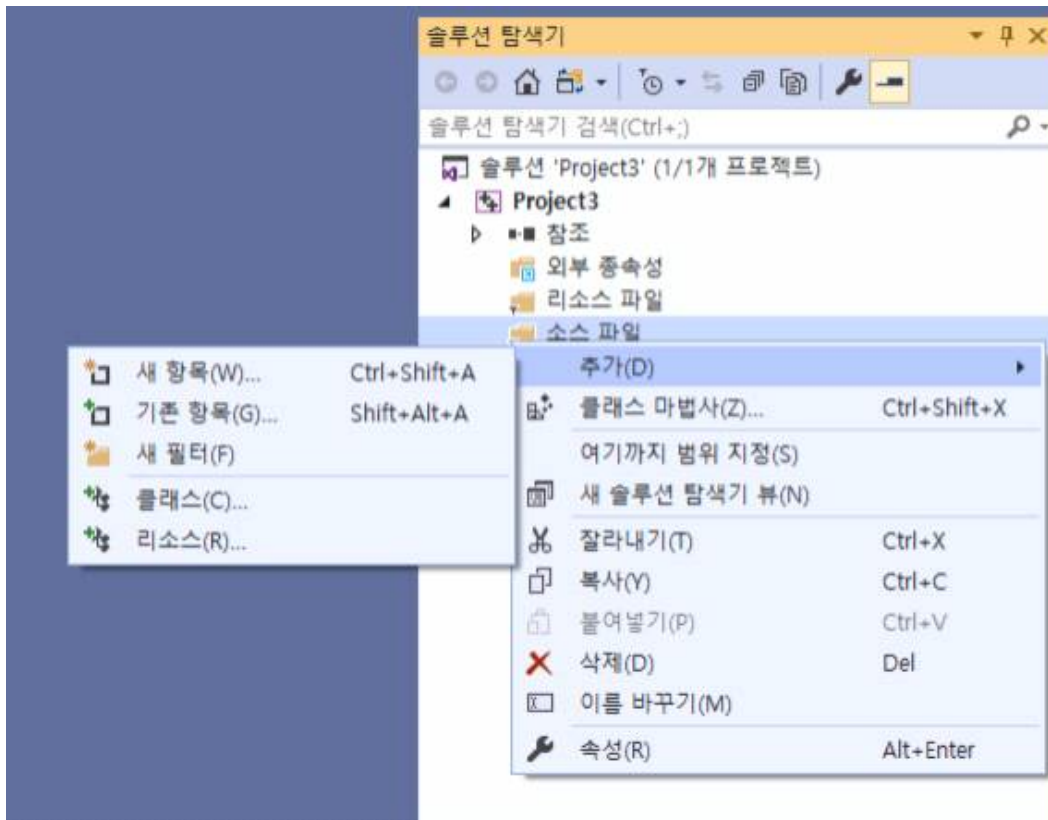 솔루션 탐색기
솔루션 탐색기 검색(Ctrl+;)
솔루션 'Project3' (1/1개 프로젝트)
Project3
참조
외부 종속성
리소스 파일
소스 파일
추가(D)
클래스 마법사(Z)... Ctrl+Shift+X
여기까지 범위 지정(S)
새 솔루션 탐색기 뷰(N)
잘라내기(T) Ctrl+X
복사(Y) Ctrl+C
붙여넣기(P) Ctrl+V
삭제(D) Del
이름 바꾸기(M)
속성(R) Alt+Enter
새 항목(W)... Ctrl+Shift+A
기존 항목(G)... Shift+Alt+A
새 필터(F)
클래스(C)...
리소스(R)...